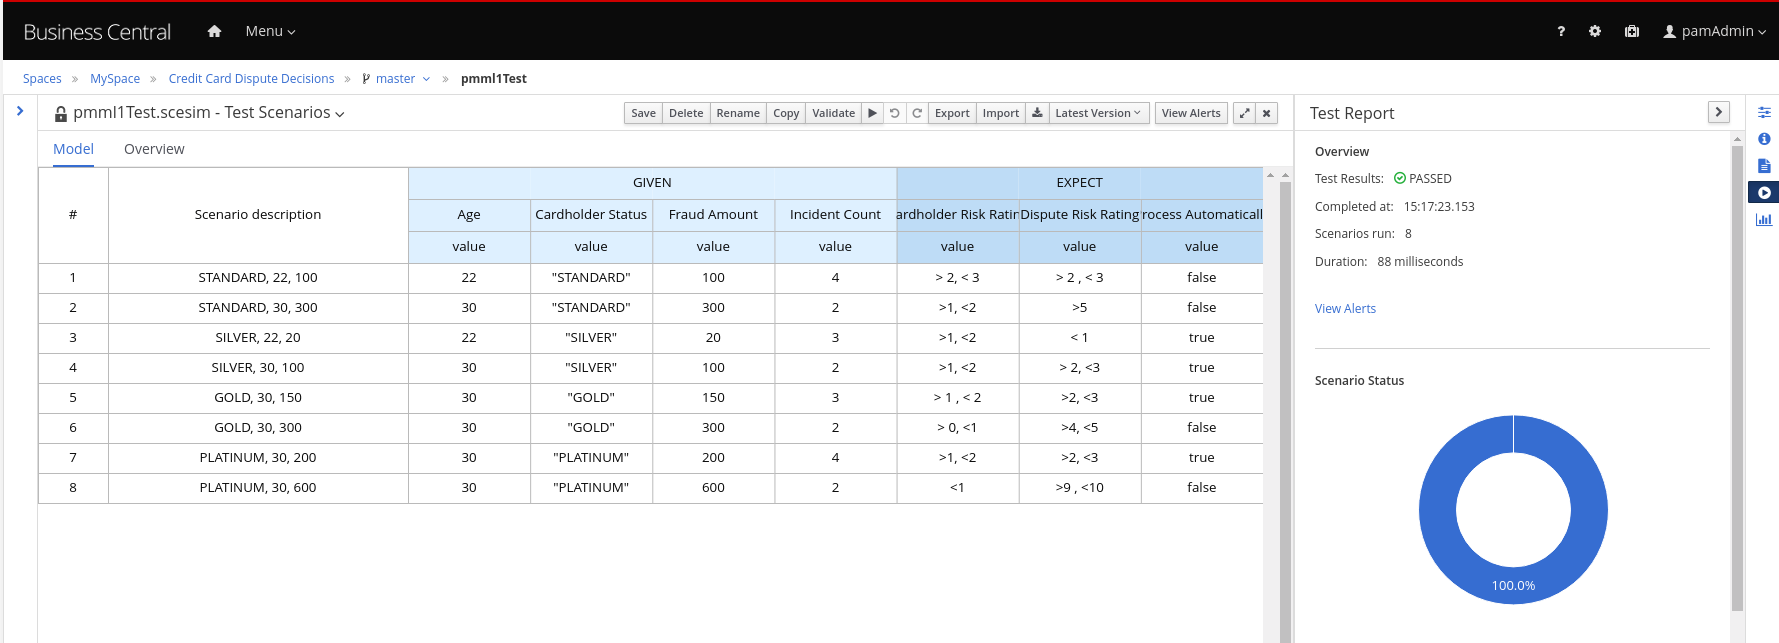 Business Central Menu ? pamAdmin
Spaces » MySpace » Credit Card Dispute Decisions » master » pmml1Test
pmml1Test.scesim - Test Scenarios Save Delete Rename Copy Validate Export Import Latest Version View Alerts
Model Overview
# Scenario description GIVEN EXPECT
Age Cardholder Status Fraud Amount Incident Count ardholder Risk Ratin Dispute Risk Rating rocess Automaticall
value value value value value value value
1 STANDARD, 22, 100 22 "STANDARD" 100 4 > 2, < 3 > 2 , < 3 false
2 STANDARD, 30, 300 30 "STANDARD" 300 2 >1, <2 >5 false
3 SILVER, 22, 20 22 "SILVER" 20 3 >1, <2 < 1 true
4 SILVER, 30, 100 30 "SILVER" 100 2 >1, <2 > 2, <3 true
5 GOLD, 30, 150 30 "GOLD" 150 3 > 1 , < 2 >2, <3 true
6 GOLD, 30, 300 30 "GOLD" 300 2 > 0, <1 >4, <5 false
7 PLATINUM, 30, 200 30 "PLATINUM" 200 4 >1, <2 >2, <3 true
8 PLATINUM, 30, 600 30 "PLATINUM" 600 2 <1 >9 , <10 false
Test Report
Overview
Test Results: PASSED
Completed at: 15:17:23.153
Scenarios run: 8
Duration: 88 milliseconds
View Alerts
Scenario Status
100.0%